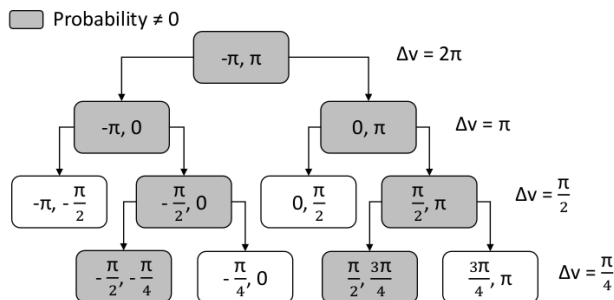 Probability ≠ 0
-π, π
Δv = 2π
-π, 0
0, π
Δv = π
-π, -π/2
-π/2, 0
0, π/2
π/2, π
Δv = π/2
-π/2, -π/4
-π/4, 0
π/2, 3π/4
3π/4, π
Δv = π/4